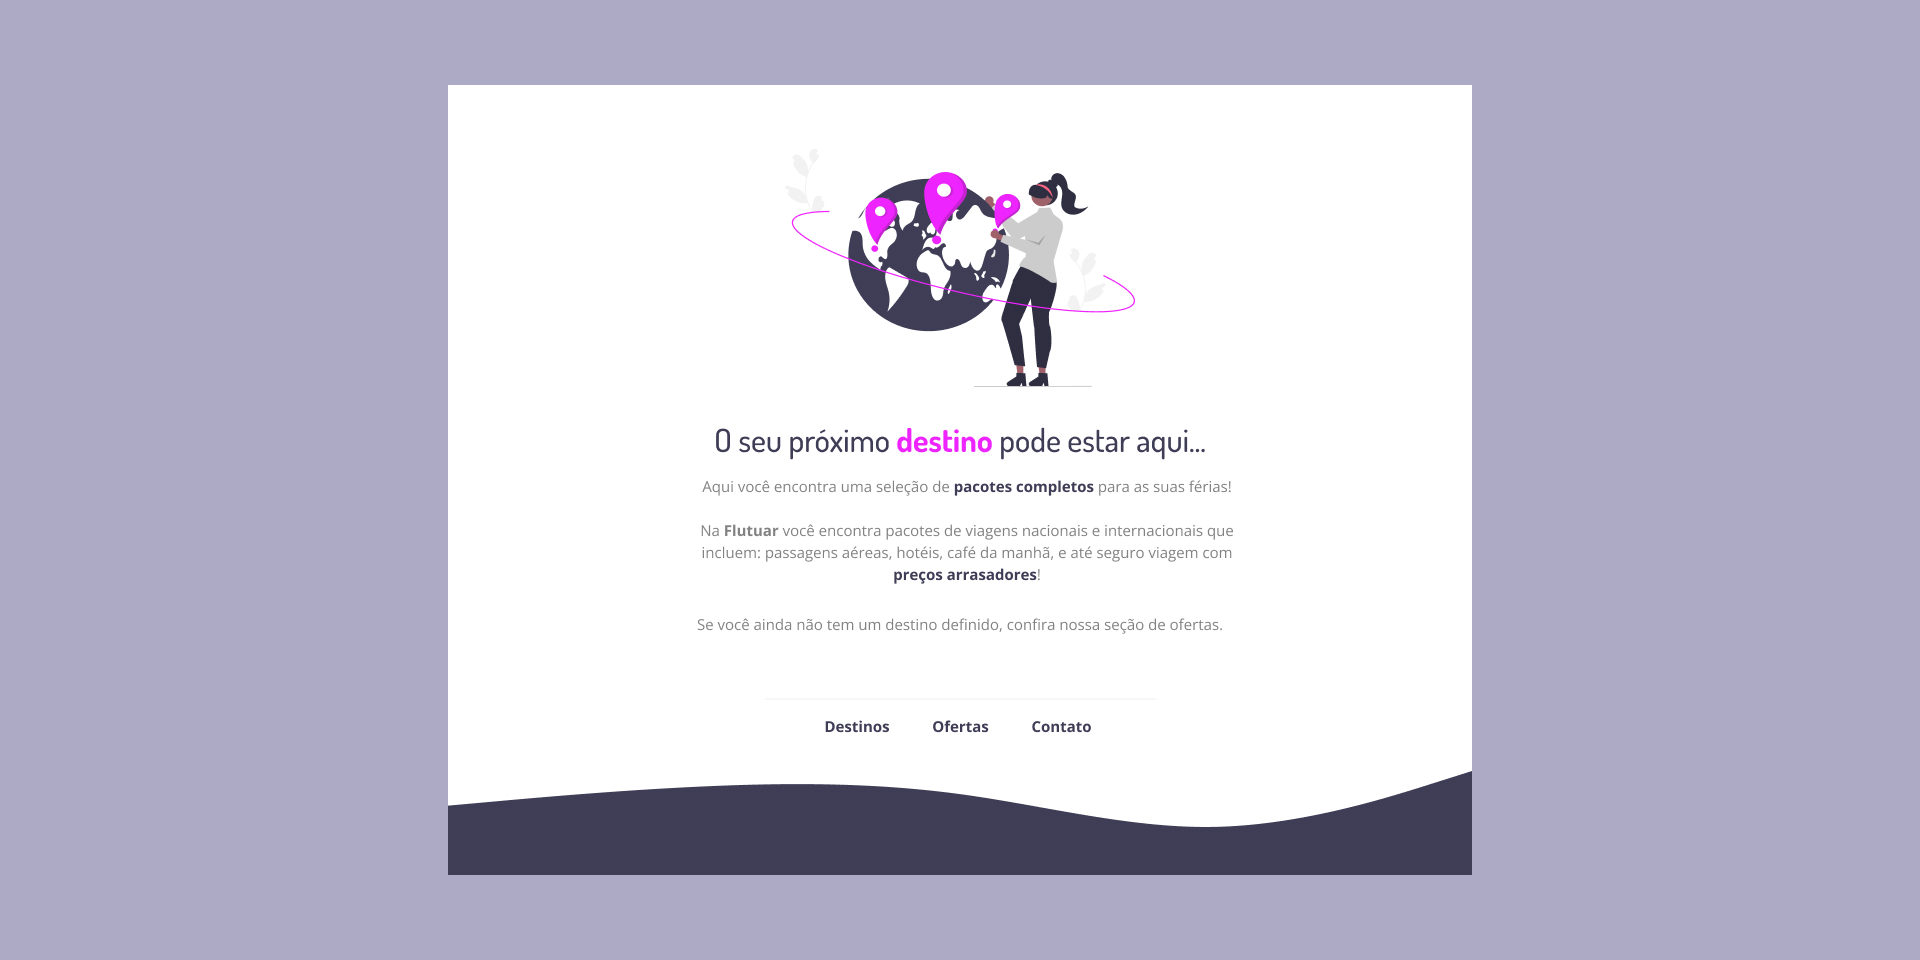 O seu próximo destino pode estar aqui...
Aqui você encontra uma seleção de pacotes completos para as suas férias!
Na Flutuar você encontra pacotes de viagens nacionais e internacionais que
incluem: passagens aéreas, hotéis, café da manhã, e até seguro viagem com
preços arrasadores!
Se você ainda não tem um destino definido, confira nossa seção de ofertas.
Destinos Ofertas Contato